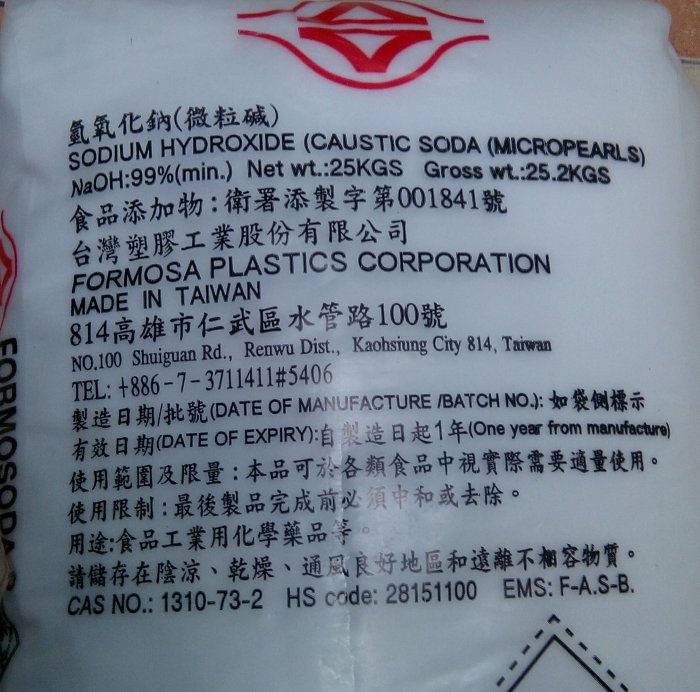 氫氧化鈉(微粒碱)
SODIUM HYDROXIDE (CAUSTIC SODA (MICROPEARLS)
NaOH:99%(min.) Net wt.:25KGS Gross wt.:25.2KGS
食品添加物:衛署添製字第001841號
台灣塑膠工業股份有限公司
FORMOSA PLASTICS CORPORATION
MADE IN TAIWAN
814高雄市仁武區水管路100號
NO.100 Shuiguan Rd., Renwu Dist., Kaohsiung City 814, Taiwan
TEL: +886-7-3711411#5406
製造日期/批號(DATE OF MANUFACTURE /BATCH NO.): 如袋側標示
有效日期(DATE OF EXPIRY):自製造日起1年(One year from manufacture)
使用範圍及限量:本品可於各類食品中視實際需要適量使用。
使用限制:最後製品完成前必須中和或去除。
用途:食品工業用化學藥品等。
請儲存在陰涼、乾燥、通風良好地區和遠離不相容物質。
CAS NO.: 1310-73-2 HS code: 28151100 EMS: F-A.S-B.
FORMOSODA